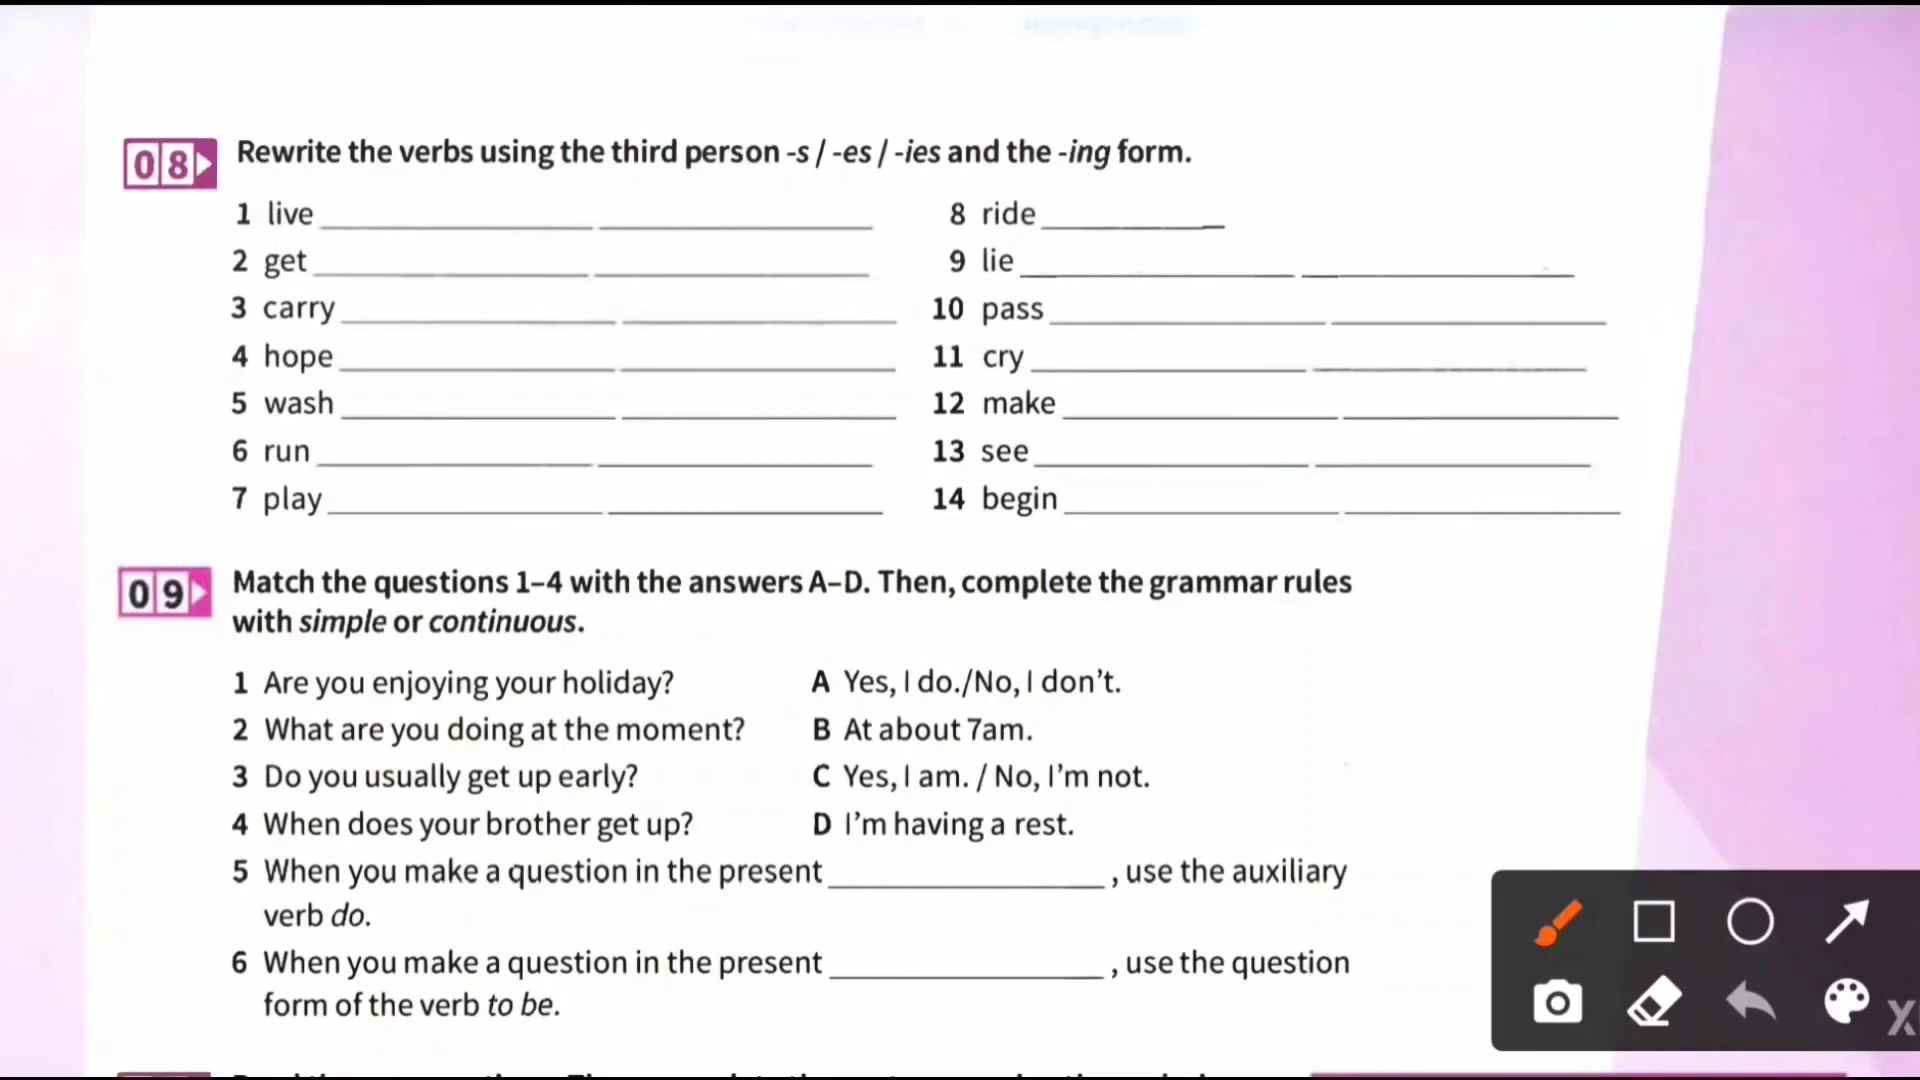 08 Rewrite the verbs using the third person -s / -es / -ies and the -ing form.
1 live
2 get
3 carry
4 hope
5 wash
6 run
7 play
8 ride
9 lie
10 pass
11 cry
12 make
13 see
14 begin
09 Match the questions 1–4 with the answers A–D. Then, complete the grammar rules
with simple or continuous.
1 Are you enjoying your holiday?
2 What are you doing at the moment?
3 Do you usually get up early?
4 When does your brother get up?
A Yes, I do./No, I don't.
B At about 7am.
C Yes, I am. / No, I'm not.
D I'm having a rest.
5 When you make a question in the present ______________ , use the auxiliary
verb do.
6 When you make a question in the present ______________ , use the question
form of the verb to be.